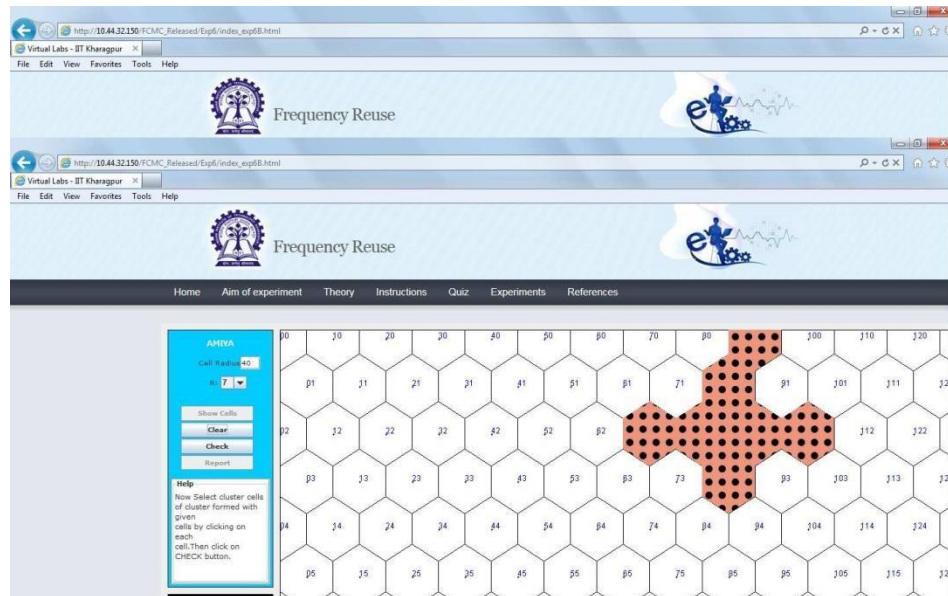 http://10.44.32.150/FCMC_Released/Exp6/index_exp6B.html
Virtual Labs - IIT Kharagpur
File Edit View Favorites Tools Help
Frequency Reuse
http://10.44.32.150/FCMC_Released/Exp6/index_exp6B.html
Virtual Labs - IIT Kharagpur
File Edit View Favorites Tools Help
Frequency Reuse
Home Aim of experiment Theory Instructions Quiz Experiments References
AMIYA
Cell Radius 40
N: 7
Show Cells
Clear
Check
Report
Help
Now Select cluster cells
of cluster formed with
given
cells by clicking on
each
cell.Then click on
CHECK button.
00 10 20 30 40 50 60 70 80 100 110 120
01 11 21 31 41 51 61 71 91 101 111
02 12 22 32 42 52 62 112 122
03 13 23 33 43 53 63 73 93 103 113
04 14 24 34 44 54 64 74 84 94 104 114 124
05 15 25 35 45 55 65 75 85 95 105 115